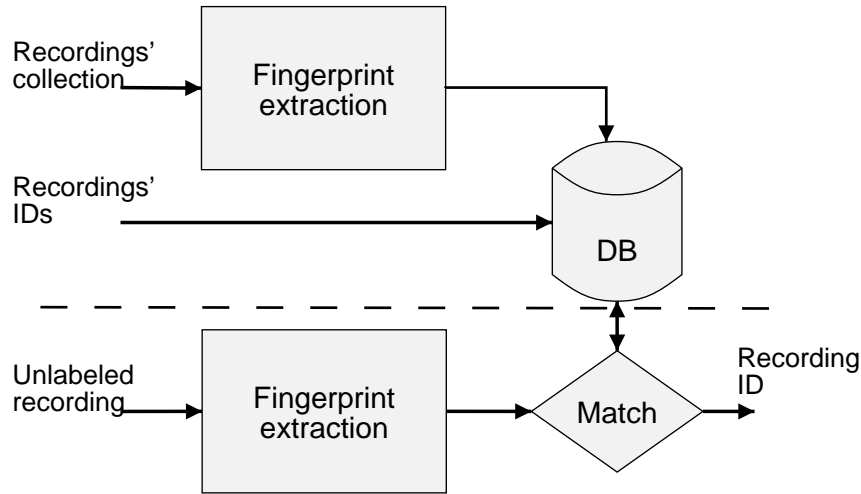 Recordings'
collection
Fingerprint
extraction
Recordings'
IDs
DB
Unlabeled
recording
Fingerprint
extraction
Match
Recording
ID